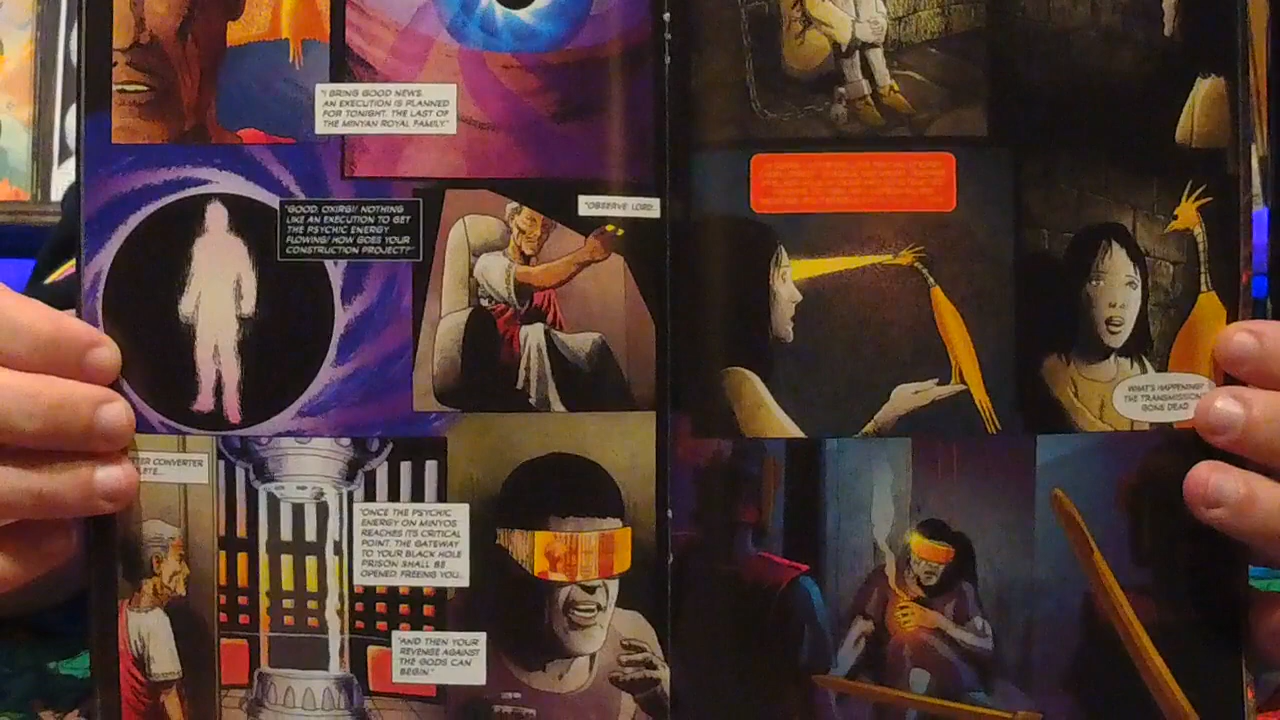 "I BRING GOOD NEWS.
AN EXECUTION IS PLANNED
FOR TONIGHT. THE LAST OF
THE MINYAN ROYAL FAMILY."
"GOOD, OXIRGI! NOTHING
LIKE AN EXECUTION TO GET
THE PSYCHIC ENERGY
FLOWING! HOW GOES YOUR
CONSTRUCTION PROJECT?"
"OBSERVE LORD...
CONVERTER
"ONCE THE PSYCHIC
ENERGY ON MINYOS
REACHES ITS CRITICAL
POINT, THE GATEWAY
TO YOUR BLACK HOLE
PRISON SHALL BE
OPENED, FREEING YOU...
"AND THEN YOUR
REVENGE AGAINST
THE GODS CAN
BEGIN."
WHAT'S HAPPENING?
THE TRANSMISSION
GONE DEAD.